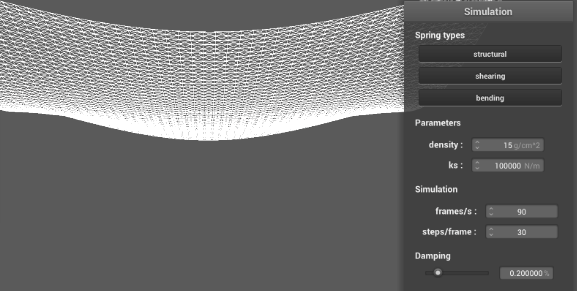 Simulation
Spring types
structural
shearing
bending
Parameters
density : 15 g/cm^2
ks : 100000 N/m
Simulation
frames/s : 90
steps/frame : 30
Damping
0.200000 %